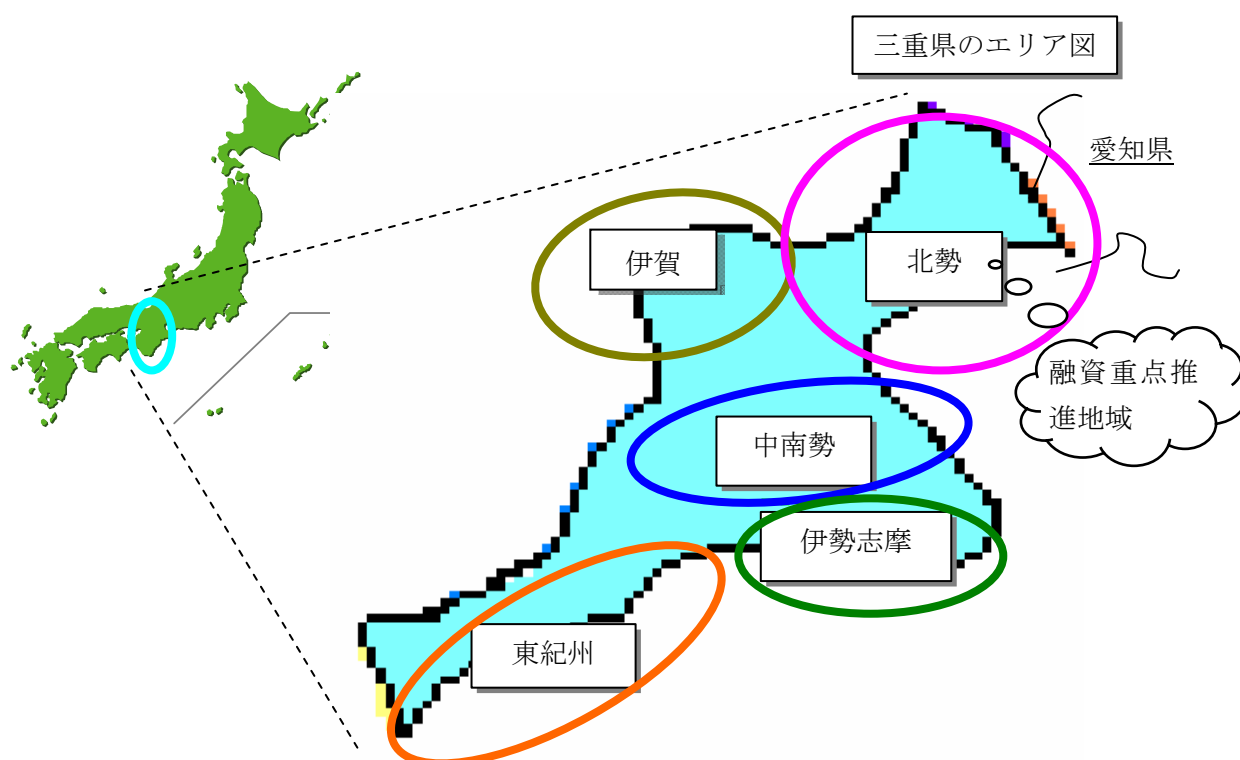 三重県のエリア図
愛知県
伊賀
北勢
融資重点推
進地域
中南勢
伊勢志摩
東紀州